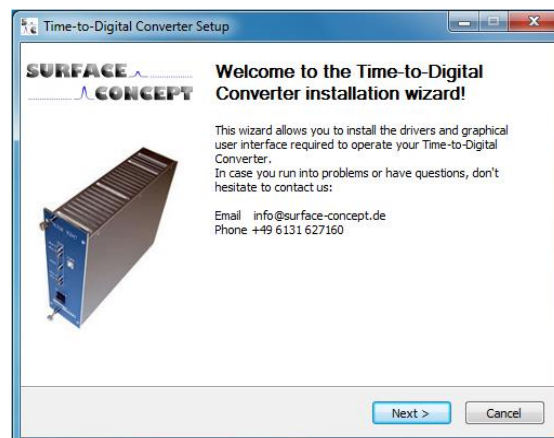 Time-to-Digital Converter Setup
SURFACE
CONCEPT
Welcome to the Time-to-Digital
Converter installation wizard!
This wizard allows you to install the drivers and graphical
user interface required to operate your Time-to-Digital
Converter.
In case you run into problems or have questions, don't
hesitate to contact us:
Email info@surface-concept.de
Phone +49 6131 627160
Next >
Cancel